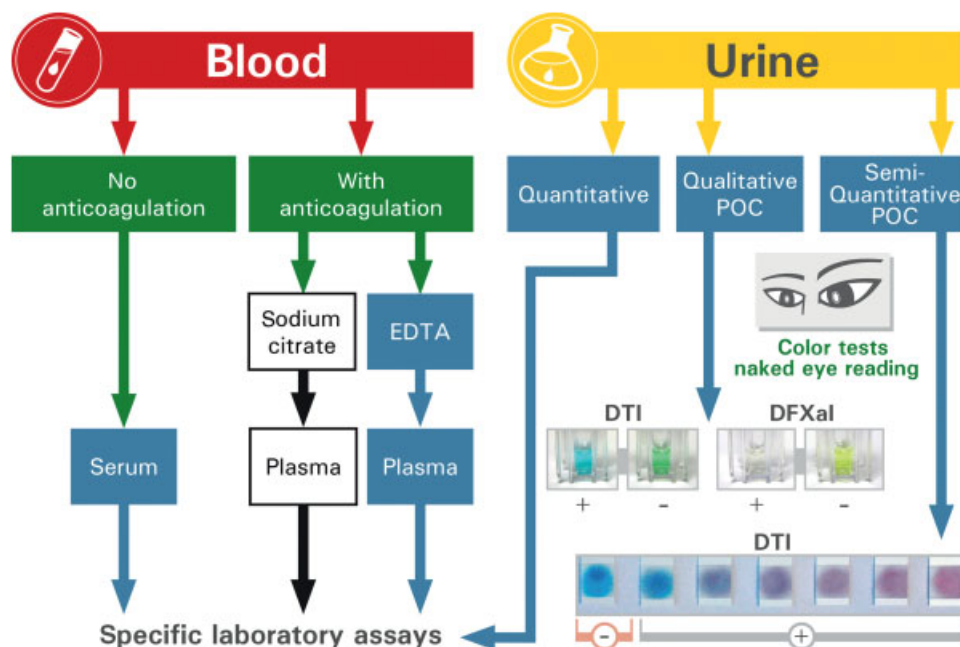 Blood
Urine
No
anticoagulation
With
anticoagulation
Quantitative
Qualitative
POC
Semi-
Quantitative
POC
Sodium
citrate
EDTA
Color tests
naked eye reading
DTI
DFXaI
Serum
Plasma
Plasma
+
-
+
-
DTI
Specific laboratory assays
-
+